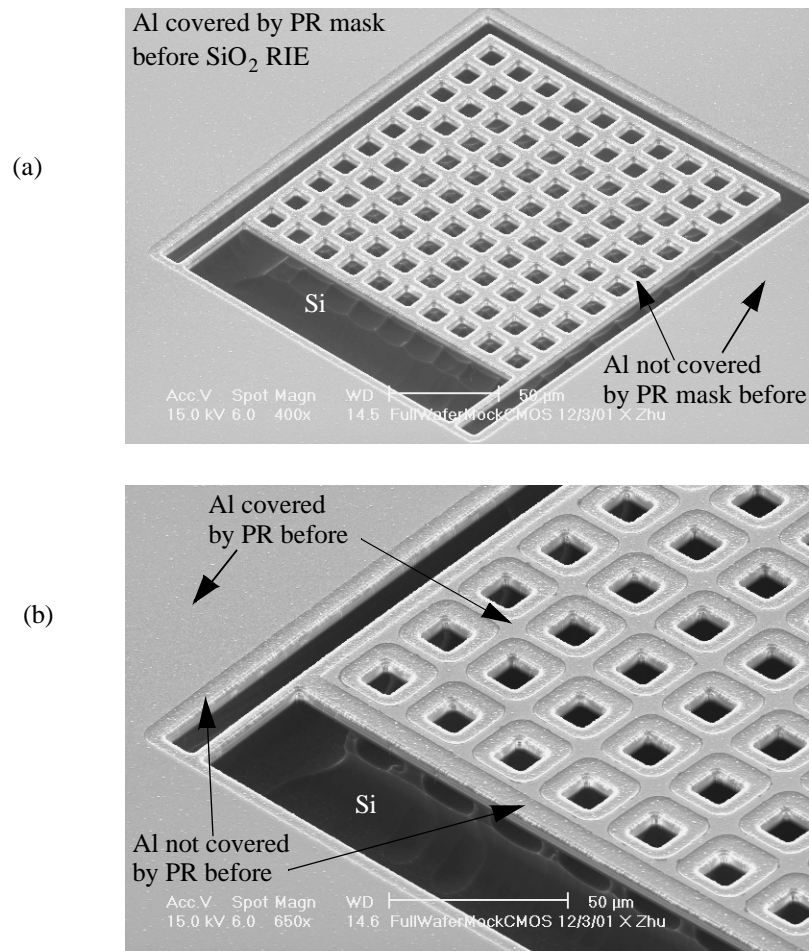 Al covered by PR mask
before SiO2 RIE
(a)
Si
Al not covered
by PR mask before
Acc.V Spot Magn WD 50 µm
15.0 kV 6.0 400x 14.5 FullWaferMockCMOS 12/3/01 X Zhu
Al covered
by PR before
(b)
Si
Al not covered
by PR before
Acc.V Spot Magn WD 50 µm
15.0 kV 6.0 650x 14.6 FullWaferMockCMOS 12/3/01 X Zhu